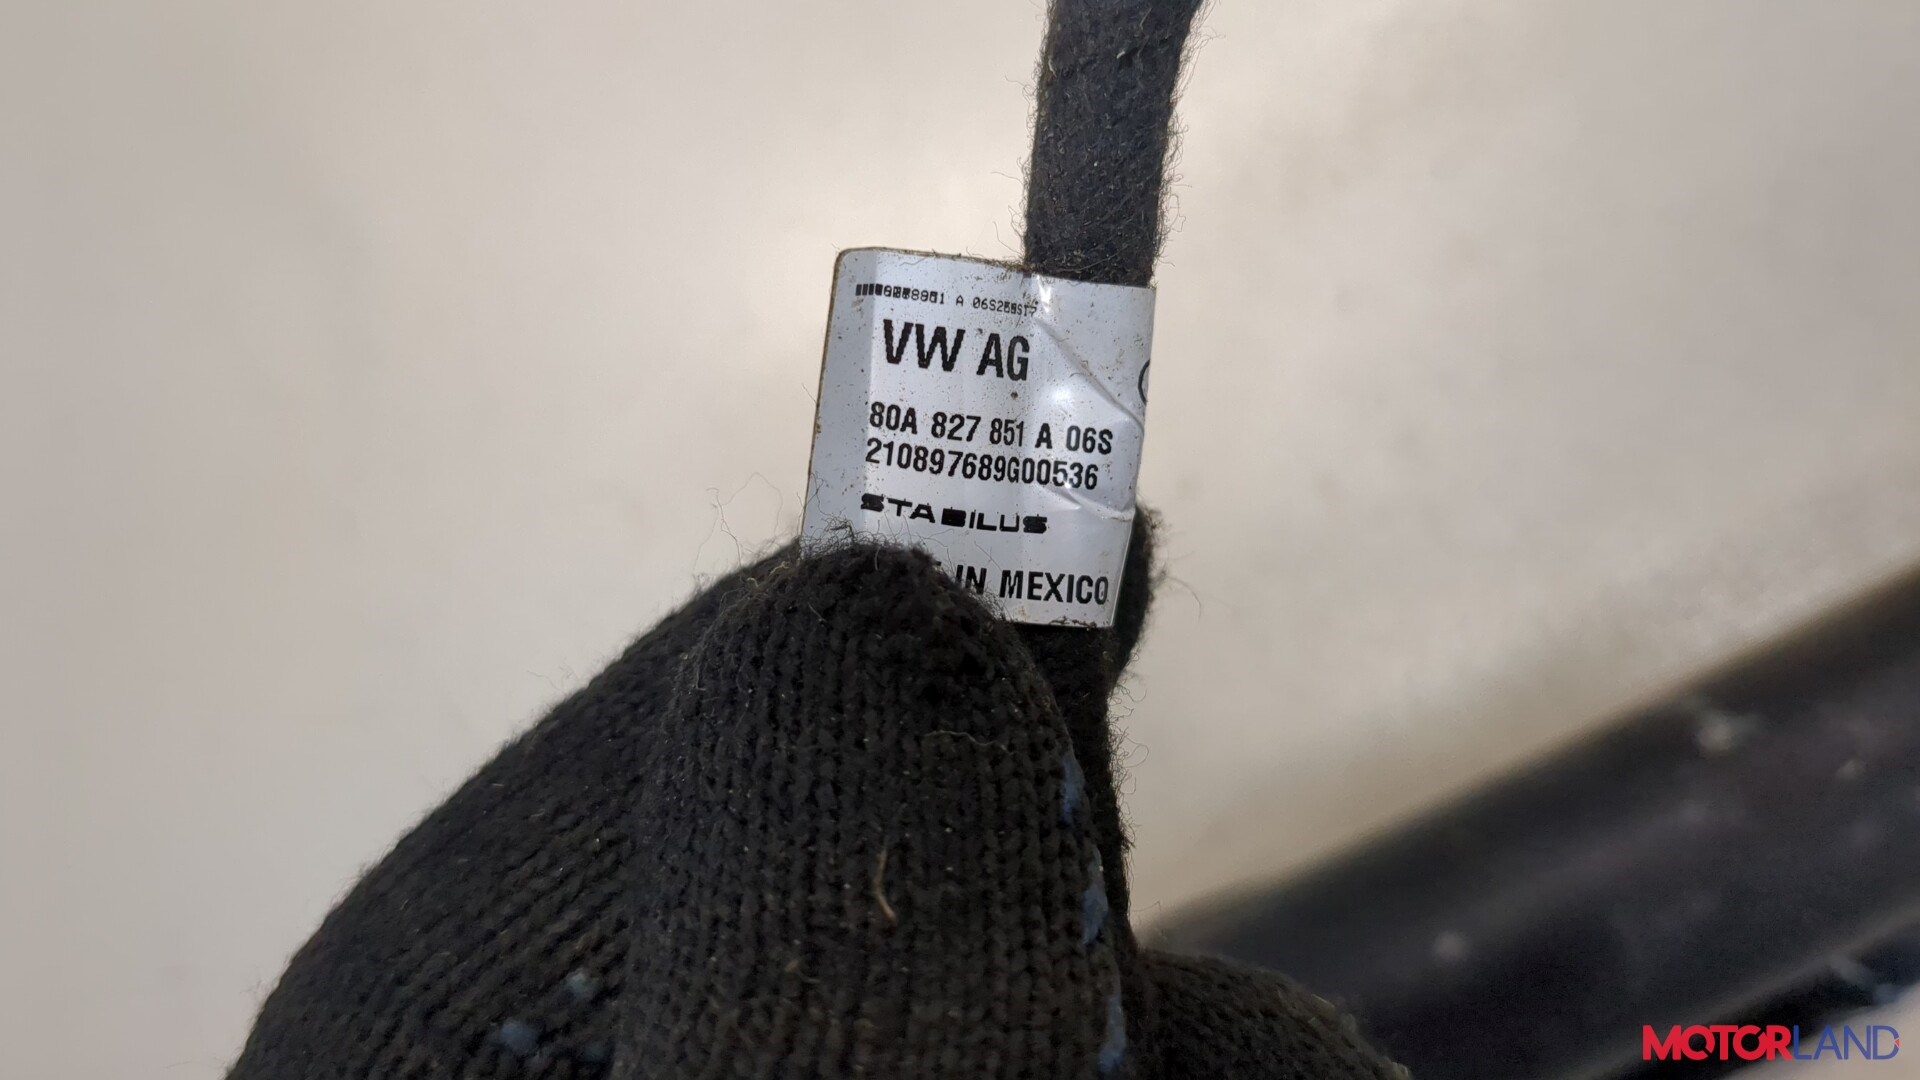 VW AG
80A 827 851 A 06S
210897689G00536
STABILUS
IN MEXICO
MOTORLAND